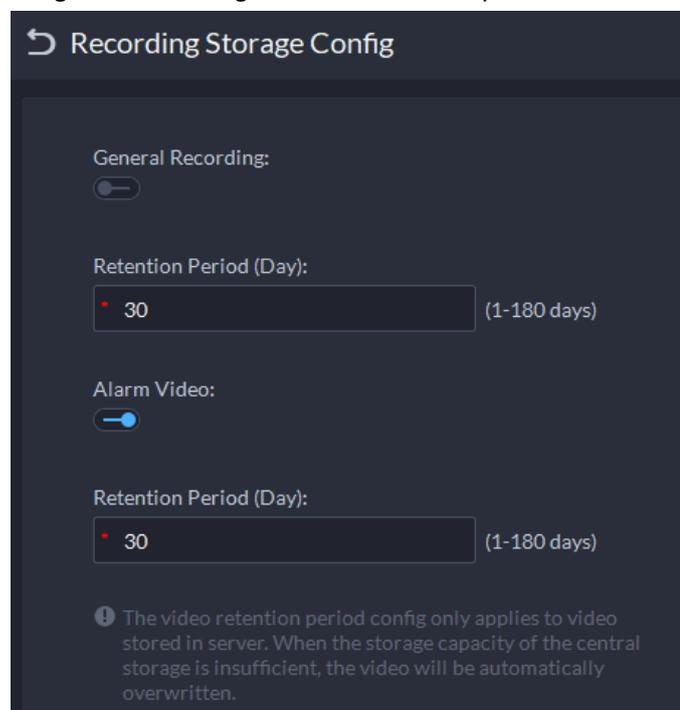 Recording Storage Config
General Recording:
Retention Period (Day):
* 30 (1-180 days)
Alarm Video:
Retention Period (Day):
* 30 (1-180 days)
The video retention period config only applies to video
stored in server. When the storage capacity of the central
storage is insufficient, the video will be automatically
overwritten.